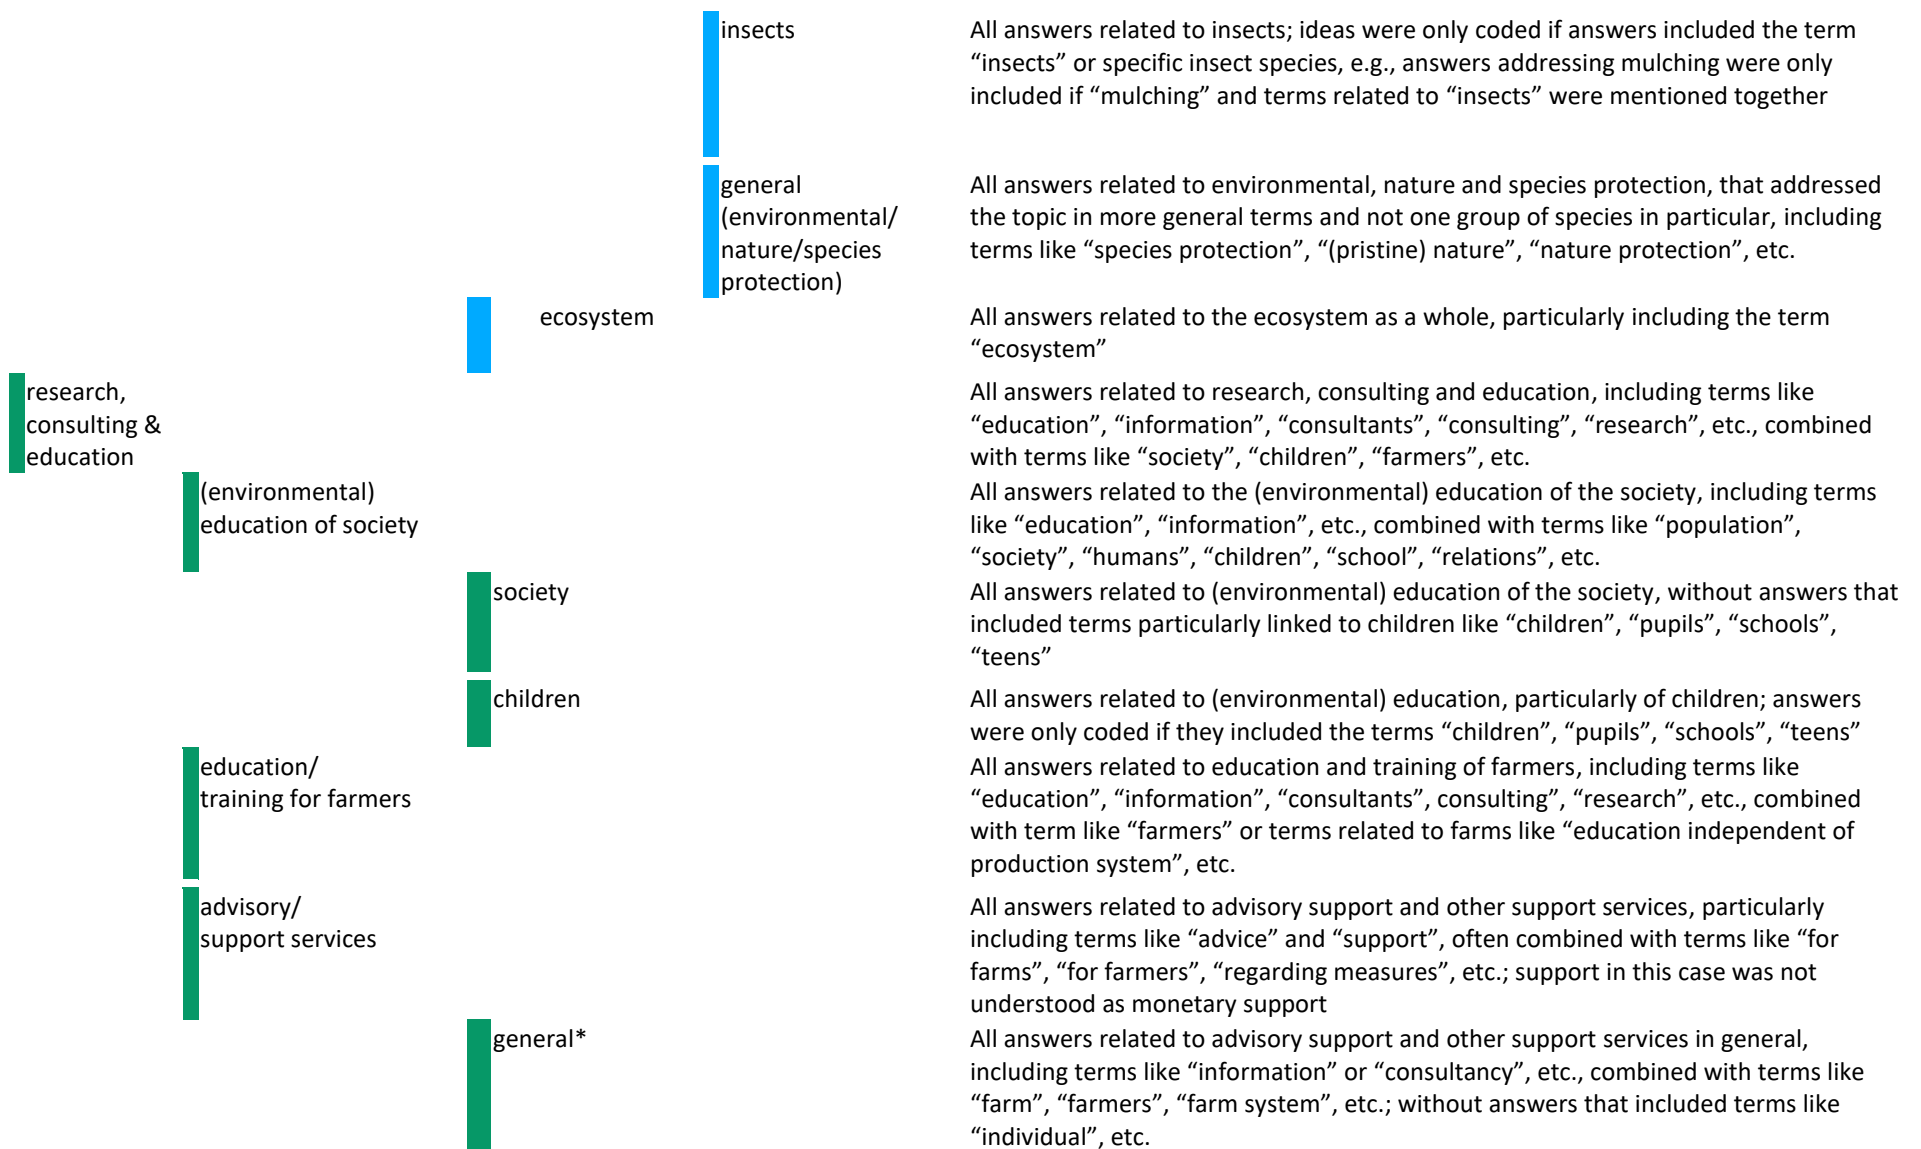 insects
All answers related to insects; ideas were only coded if answers included the term
“insects” or specific insect species, e.g., answers addressing mulching were only
included if “mulching” and terms related to “insects” were mentioned together
general
(environmental/
nature/species
protection)
All answers related to environmental, nature and species protection, that addressed
the topic in more general terms and not one group of species in particular, including
terms like “species protection”, “(pristine) nature”, “nature protection”, etc.
ecosystem
All answers related to the ecosystem as a whole, particularly including the term
“ecosystem”
research,
consulting &
education
All answers related to research, consulting and education, including terms like
“education”, “information”, “consultants”, “consulting”, “research”, etc., combined
with terms like “society”, “children”, “farmers”, etc.
(environmental)
education of society
All answers related to the (environmental) education of the society, including terms
like “education”, “information”, etc., combined with terms like “population”,
“society”, “humans”, “children”, “school”, “relations”, etc.
society
All answers related to (environmental) education of the society, without answers that
included terms particularly linked to children like “children”, “pupils”, “schools”,
“teens”
children
All answers related to (environmental) education, particularly of children; answers
were only coded if they included the terms “children”, “pupils”, “schools”, “teens”
education/
training for farmers
All answers related to education and training of farmers, including terms like
“education”, “information”, “consultants”, consulting”, “research”, etc., combined
with term like “farmers” or terms related to farms like “education independent of
production system”, etc.
advisory/
support services
All answers related to advisory support and other support services, particularly
including terms like “advice” and “support”, often combined with terms like “for
farms”, “for farmers”, “regarding measures”, etc.; support in this case was not
understood as monetary support
general*
All answers related to advisory support and other support services in general,
including terms like “information” or “consultancy”, etc., combined with terms like
“farm”, “farmers”, “farm system”, etc.; without answers that included terms like
“individual”, etc.